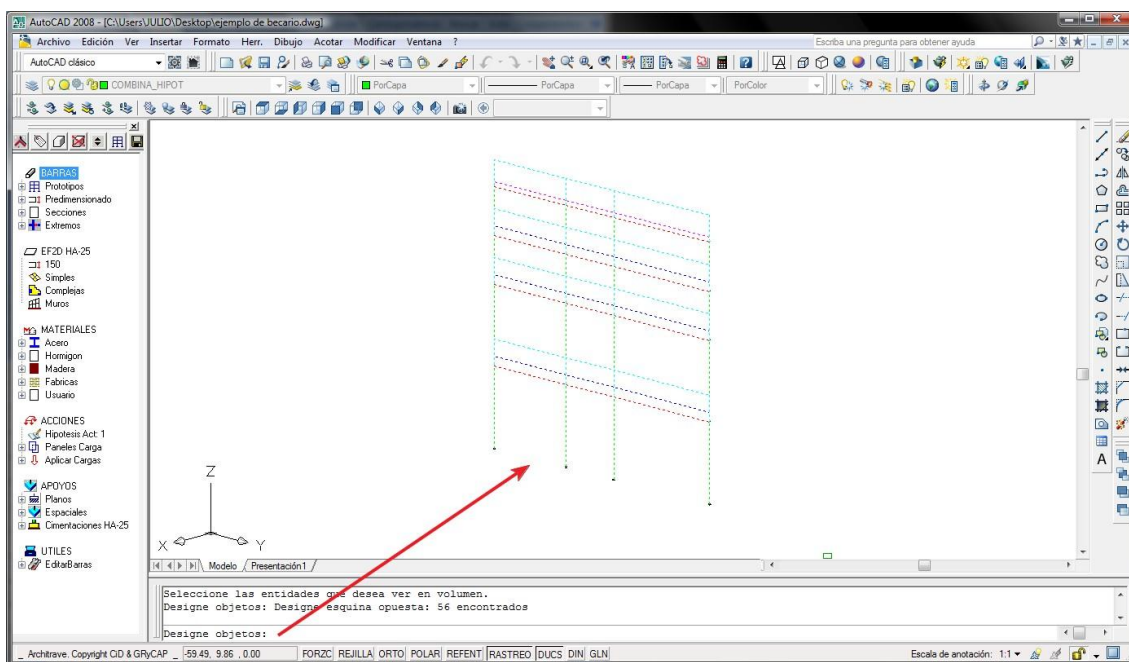 AutoCAD 2008 - [C:\Users\JULIO\Desktop\ejemplo de becario.dwg]
Archivo Edición Ver Insertar Formato Herr. Dibujo Acotar Modificar Ventana ?
Escriba una pregunta para obtener ayuda
AutoCAD clásico
COMBINA_HIPOT
PorCapa
PorCapa
PorCapa
PorColor
BARRAS
Prototipos
Predimensionado
Secciones
Extremos
EF2D HA-25
150
Simples
Complejas
Muros
MATERIALES
Acero
Hormigon
Madera
Fabricas
Usuario
ACCIONES
Hipotesis Act: 1
Paneles Carga
Aplicar Cargas
APOYOS
Planos
Espaciales
Cimentaciones HA-25
UTILES
EditarBarras
Z
X
Y
A
Modelo
Presentación1
Seleccione las entidades que desea ver en volumen.
Designe objetos: Designe esquina opuesta: 56 encontrados
Designe objetos:
_ Architrave. Copyright CiD & GRyCAP _ -59.49, 9.86 , 0.00 FORZC REJILLA ORTO POLAR REFENT RASTREO DUCS DIN GLN Escala de anotación: 1:1